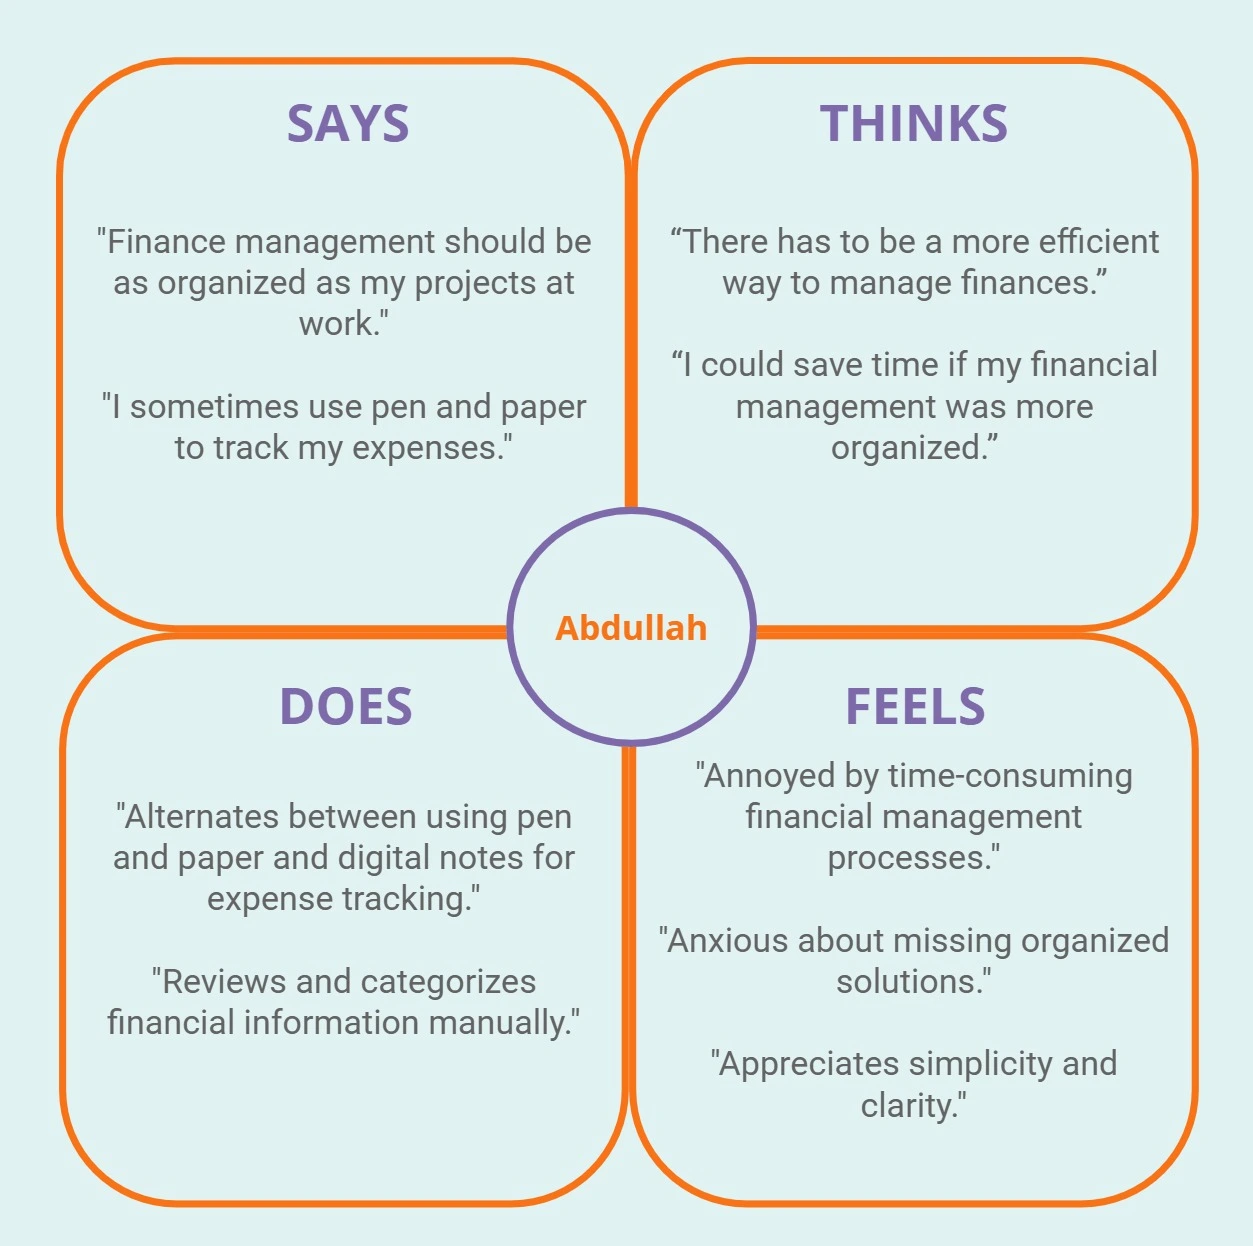 SAYS
"Finance management should be
as organized as my projects at
work."
"I sometimes use pen and paper
to track my expenses."
THINKS
“There has to be a more efficient
way to manage finances.”
“I could save time if my financial
management was more
organized.”
Abdullah
DOES
"Alternates between using pen
and paper and digital notes for
expense tracking."
"Reviews and categorizes
financial information manually."
FEELS
"Annoyed by time-consuming
financial management
processes."
"Anxious about missing organized
solutions."
"Appreciates simplicity and
clarity."